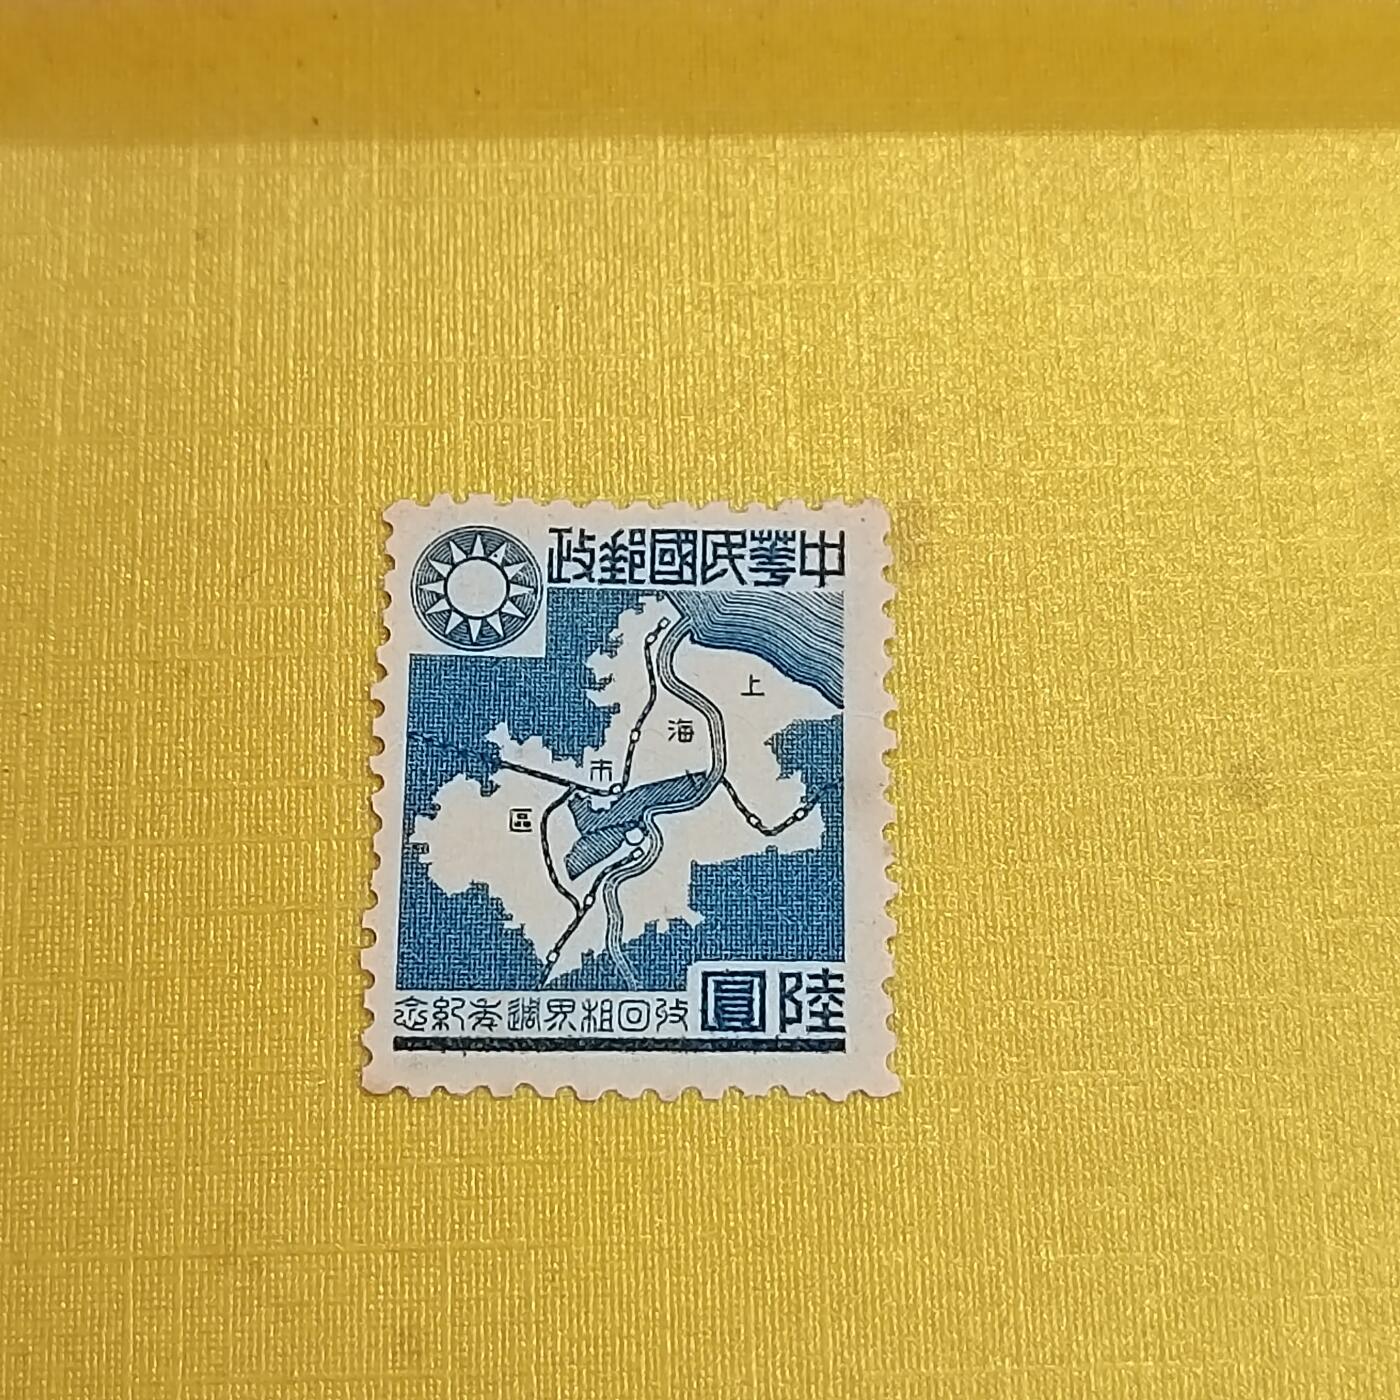 中華民國郵政
上海市區
陸圓
收回租界週年紀念